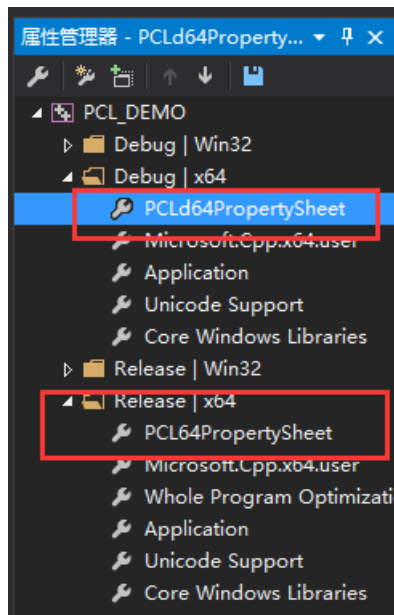 属性管理器 - PCLd64Property...
PCL_DEMO
Debug | Win32
Debug | x64
PCLd64PropertySheet
Microsoft.Cpp.x64.user
Application
Unicode Support
Core Windows Libraries
Release | Win32
Release | x64
PCL64PropertySheet
Microsoft.Cpp.x64.user
Whole Program Optimizati
Application
Unicode Support
Core Windows Libraries